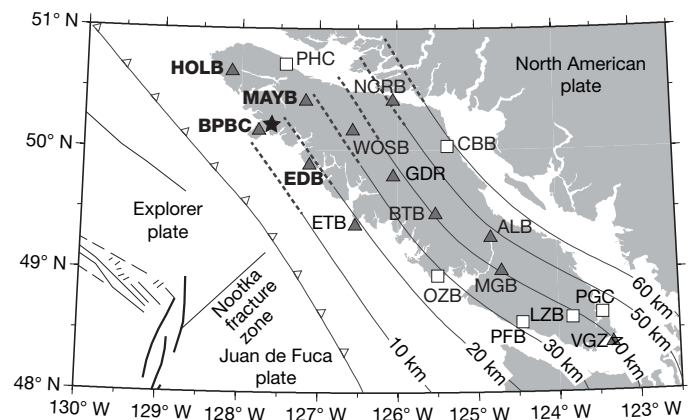 51° N
50° N
49° N
48° N
HOLB
PHC
North American
plate
MAYB
NCRB
BPBC
WOSB
CBB
EDB
GDR
Explorer
plate
ETB
BTB
ALB
OZB
MGB
60 km
Nootka
fracture
zone
PGC
50 km
LZB
PFB
VGZ
40 km
30 km
20 km
10 km
Juan de Fuca
plate
130° W
129° W
128° W
127° W
126° W
125° W
124° W
123° W